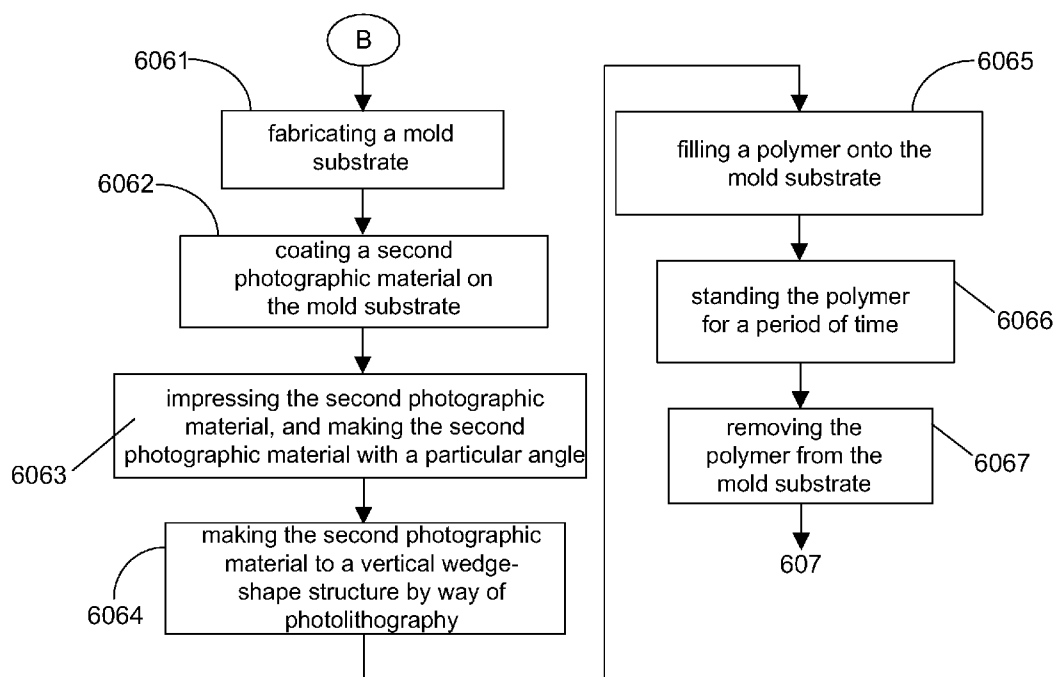 B
6061
fabricating a mold
substrate
6062
coating a second
photographic material on
the mold substrate
6063
impressing the second photographic
material, and making the second
photographic material with a particular angle
6064
making the second photographic
material to a vertical wedge-
shape structure by way of
photolithography
6065
filling a polymer onto the
mold substrate
6066
standing the polymer
for a period of time
6067
removing the
polymer from the
mold substrate
607